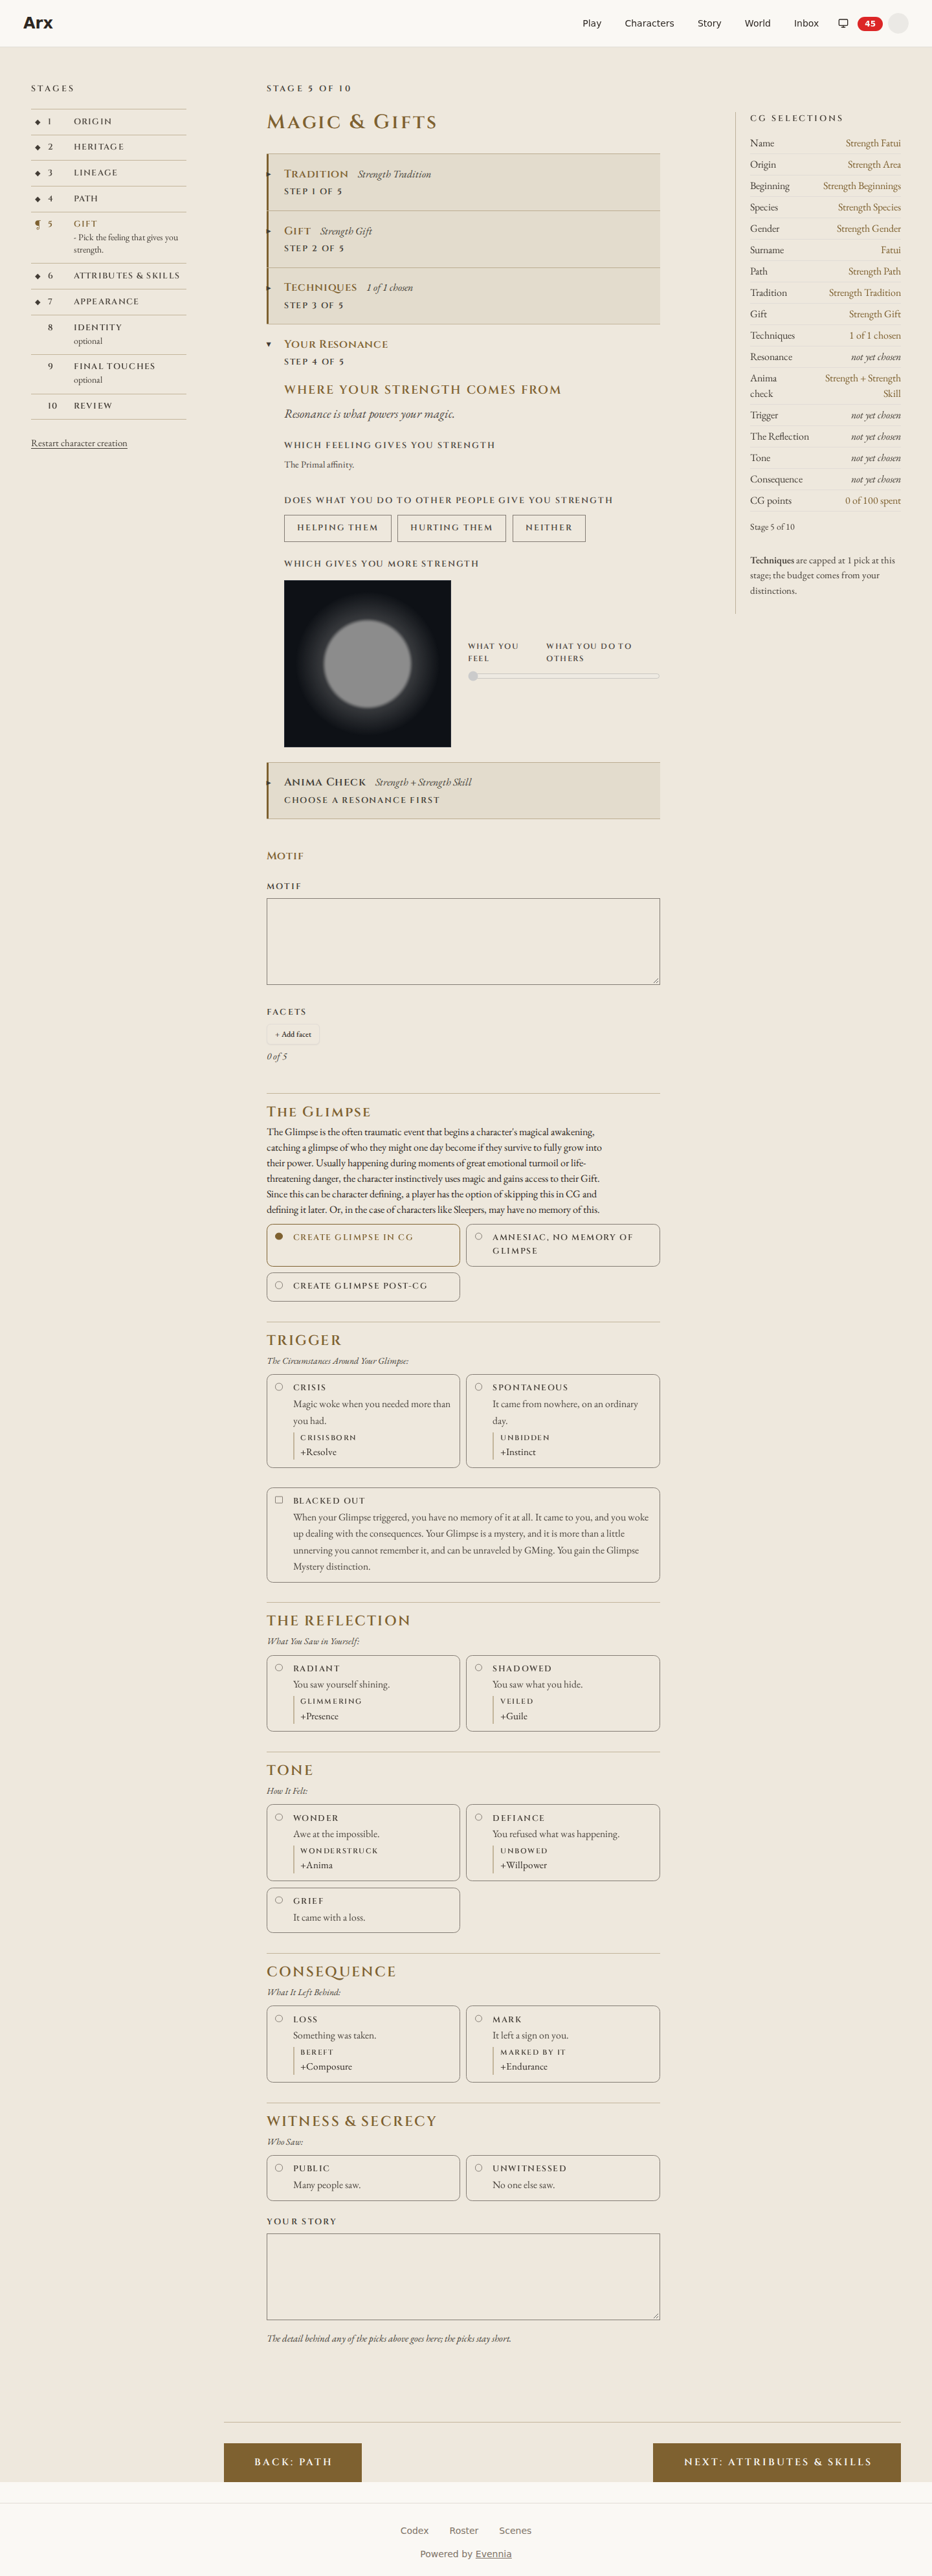 Arx
Play
Characters
Story
World
Inbox
45
STAGES
1 ORIGIN
2 HERITAGE
3 LINEAGE
4 PATH
5 GIFT
- Pick the feeling that gives you
strength.
6 ATTRIBUTES & SKILLS
7 APPEARANCE
8 IDENTITY
optional
9 FINAL TOUCHES
optional
10 REVIEW
Restart character creation
STAGE 5 OF 10
MAGIC & GIFTS
TRADITION Strength Tradition
STEP 1 OF 5
GIFT Strength Gift
STEP 2 OF 5
TECHNIQUES 1 of 1 chosen
STEP 3 OF 5
YOUR RESONANCE
STEP 4 OF 5
WHERE YOUR STRENGTH COMES FROM
Resonance is what powers your magic.
WHICH FEELING GIVES YOU STRENGTH
The Primal affinity.
DOES WHAT YOU DO TO OTHER PEOPLE GIVE YOU STRENGTH
HELPING THEM
HURTING THEM
NEITHER
WHICH GIVES YOU MORE STRENGTH
WHAT YOU FEEL
WHAT YOU DO TO OTHERS
ANIMA CHECK Strength + Strength Skill
CHOOSE A RESONANCE FIRST
MOTIF
MOTIF
FACETS
+ Add facet
0 of 5
THE GLIMPSE
The Glimpse is the often traumatic event that begins a character's magical awakening,
catching a glimpse of who they might one day become if they survive to fully grow into
their power. Usually happening during moments of great emotional turmoil or life-
threatening danger, the character instinctively uses magic and gains access to their Gift.
Since this can be character defining, a player has the option of skipping this in CG and
defining it later. Or, in the case of characters like Sleepers, may have no memory of this.
CREATE GLIMPSE IN CG
AMNESIAC, NO MEMORY OF
GLIMPSE
CREATE GLIMPSE POST-CG
TRIGGER
The Circumstances Around Your Glimpse:
CRISIS
Magic woke when you needed more than
you had.
CRISISBORN
+Resolve
SPONTANEOUS
It came from nowhere, on an ordinary
day.
UNBIDDEN
+Instinct
BLACKED OUT
When your Glimpse triggered, you have no memory of it at all. It came to you, and you woke
up dealing with the consequences. Your Glimpse is a mystery, and it is more than a little
unnerving you cannot remember it, and can be unraveled by GMing. You gain the Glimpse
Mystery distinction.
THE REFLECTION
What You Saw in Yourself:
RADIANT
You saw yourself shining.
GLIMMERING
+Presence
SHADOWED
You saw what you hide.
VEILED
+Guile
TONE
How It Felt:
WONDER
Awe at the impossible.
WONDERSTRUCK
+Anima
DEFIANCE
You refused what was happening.
UNBOWED
+Willpower
GRIEF
It came with a loss.
CONSEQUENCE
What It Left Behind:
LOSS
Something was taken.
BEREFT
+Composure
MARK
It left a sign on you.
MARKED BY IT
+Endurance
WITNESS & SECRECY
Who Saw:
PUBLIC
Many people saw.
UNWITNESSED
No one else saw.
YOUR STORY
The detail behind any of the picks above goes here; the picks stay short.
CG SELECTIONS
Name Strength Fatui
Origin Strength Area
Beginning Strength Beginnings
Species Strength Species
Gender Strength Gender
Surname Fatui
Path Strength Path
Tradition Strength Tradition
Gift Strength Gift
Techniques 1 of 1 chosen
Resonance not yet chosen
Anima check Strength + Strength Skill
Trigger not yet chosen
The Reflection not yet chosen
Tone not yet chosen
Consequence not yet chosen
CG points 0 of 100 spent
Stage 5 of 10
Techniques are capped at 1 pick at this
stage; the budget comes from your
distinctions.
BACK: PATH
NEXT: ATTRIBUTES & SKILLS
Codex
Roster
Scenes
Powered by Evennia